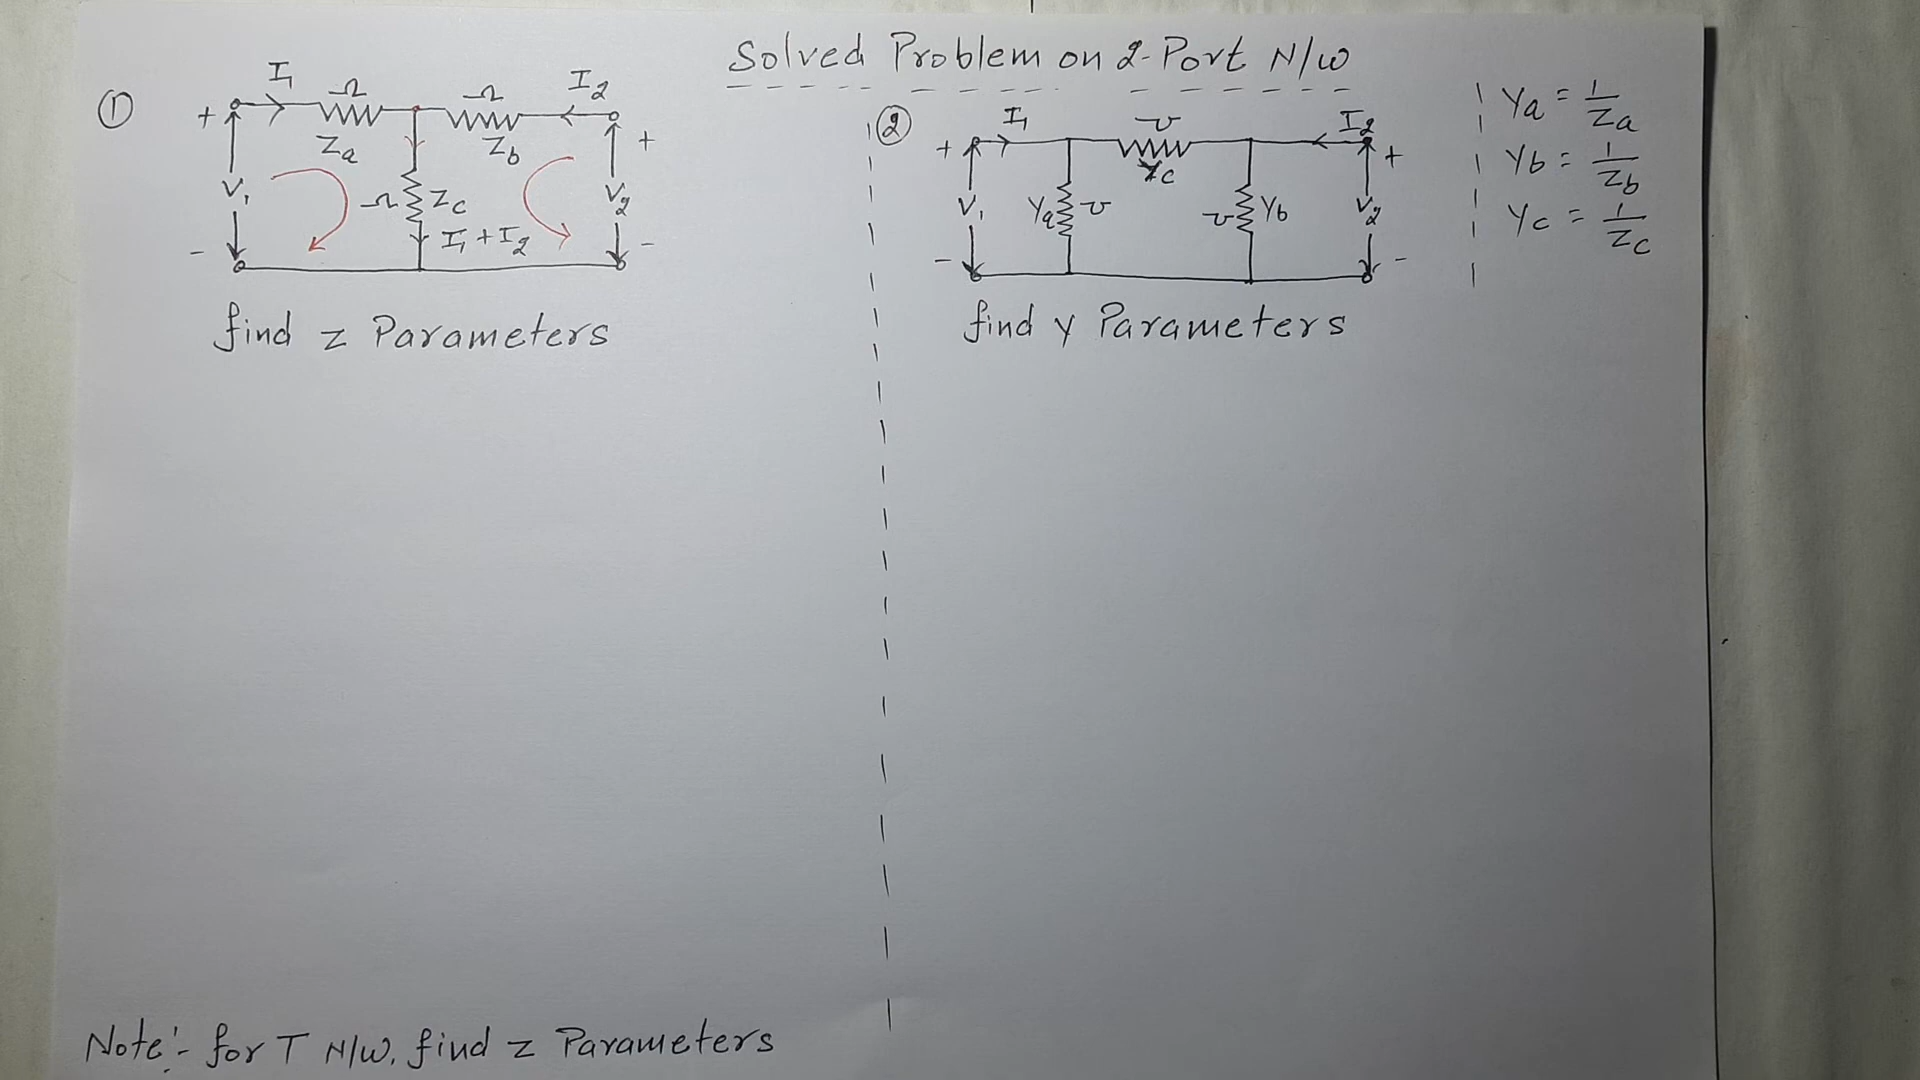 Solved Problem on 2-Port N/W
① I1 Ω Ω I2
+ Za Zb +
V1 Ω Zc V2
- I1+I2 -
find z Parameters
② I1 ℧ I2
+ Yc +
V1 Ya ℧ ℧ Yb V2
- -
find y Parameters
Ya = 1/Za
Yb = 1/Zb
Yc = 1/Zc
Note:- for T N/W, find z Parameters